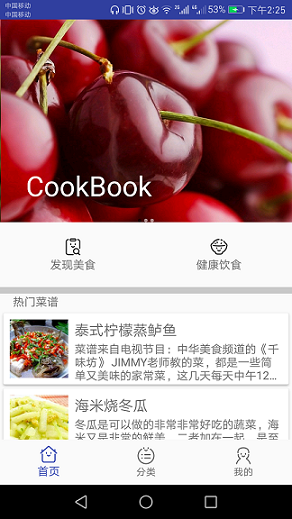 中国移动
中国移动
53% 下午2:25
CookBook
发现美食 健康饮食
热门菜谱
泰式柠檬蒸鲈鱼
菜谱来自电视节目：中华美食频道的《千
味坊》 JIMMY老师教的菜，都是一些简
单又美味的家常菜，这几天每天中午12...
海米烧冬瓜
冬瓜是可以做的非常非常好吃的蔬菜，海
米又是非常的鲜美，二者加在一起，是至
首页 分类 我的